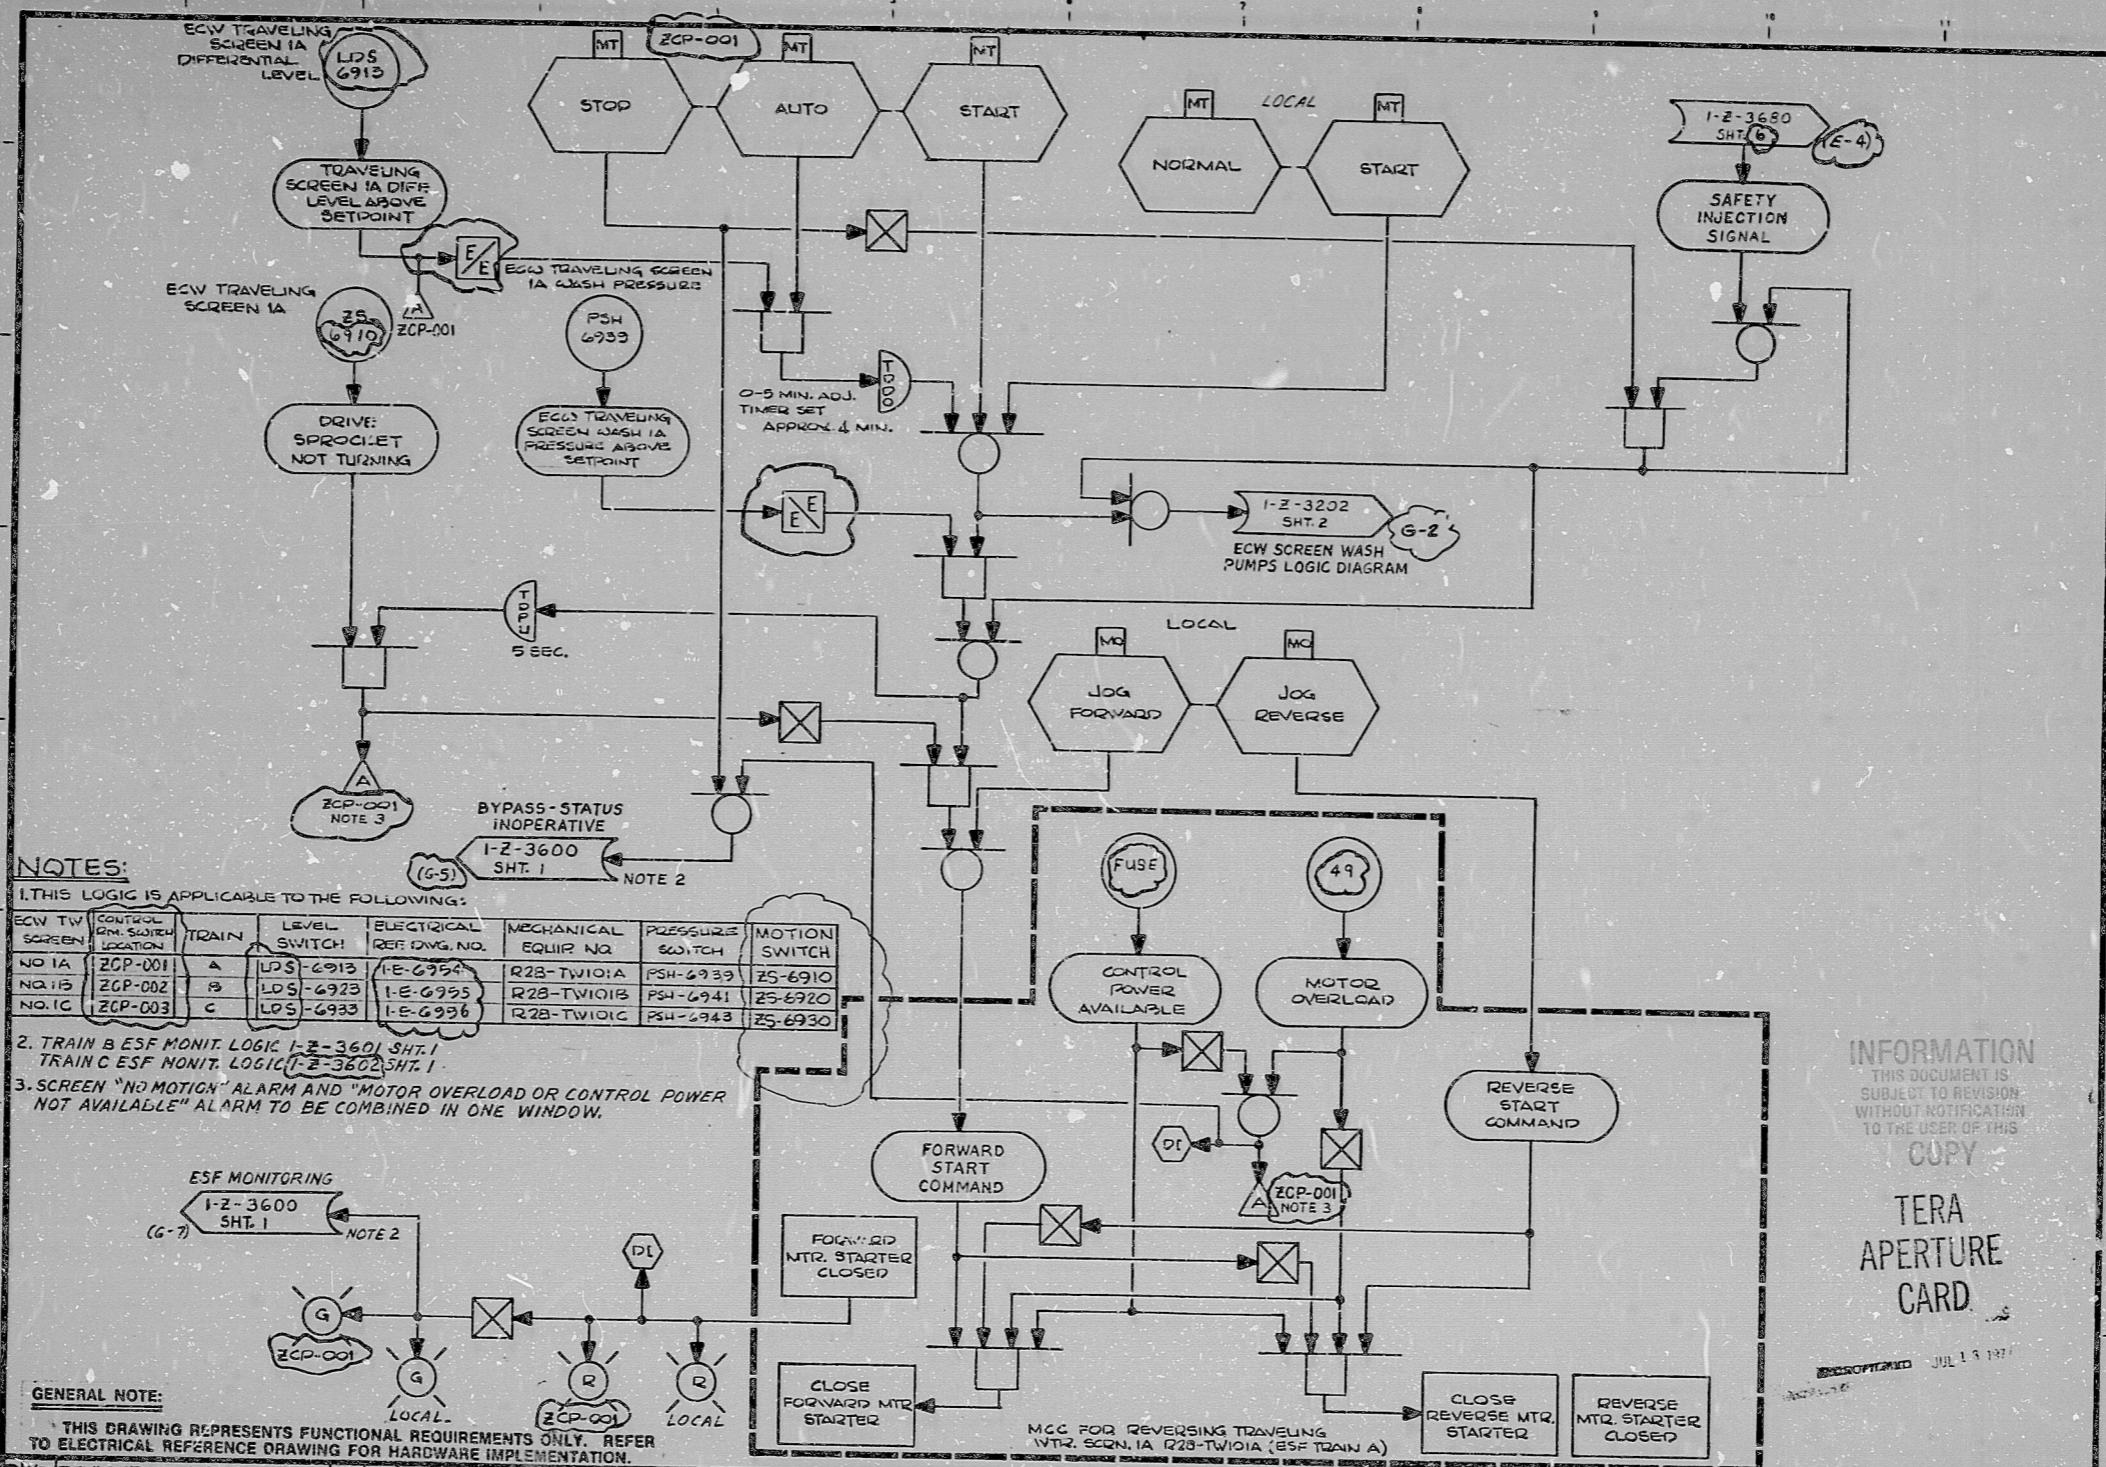 ECW TRAVELING
SCREEN 1A
DIFFERENTIAL
LEVEL
LDS
6913
ZCP-001
MT
MT
MT
STOP
AUTO
START
LOCAL
MT
MT
NORMAL
START
1-Z-3680
SHT. 6
(E-4)
TRAVELING
SCREEN 1A DIFF.
LEVEL ABOVE
SETPOINT
SAFETY
INJECTION
SIGNAL
E/E
A
ZCP-001
ECW TRAVELING SCREEN
1A WASH PRESSURE
ECW TRAVELING
SCREEN 1A
ZS
6910
PSH
6939
TDDO
0-5 MIN. ADJ.
TIMER SET
APPROX. 4 MIN.
DRIVE
SPROCKET
NOT TURNING
ECW TRAVELING
SCREEN WASH 1A
PRESSURE ABOVE
SETPOINT
E/E
1-Z-3202
SHT. 2
G-2
ECW SCREEN WASH
PUMPS LOGIC DIAGRAM
TDPU
5 SEC.
LOCAL
MO
MO
JOG
FORWARD
JOG
REVERSE
A
ZCP-001
NOTE 3
BYPASS-STATUS
INOPERATIVE
1-Z-3600
SHT. 1
(G-5)
NOTE 2
FUSE
49
NOTES:
1. THIS LOGIC IS APPLICABLE TO THE FOLLOWING:
ECW TW SCREEN CONTROL RM. SWITCH LOCATION TRAIN LEVEL SWITCH ELECTRICAL REF. DWG. NO. MECHANICAL EQUIP NO. PRESSURE SWITCH MOTION SWITCH
NO 1A ZCP-001 A LDS-6913 1-E-6954 R28-TW101A PSH-6939 ZS-6910
NO. 1B ZCP-002 B LDS-6923 1-E-6955 R28-TW101B PSH-6941 ZS-6920
NO. 1C ZCP-003 C LDS-6933 1-E-6956 R28-TW101C PSH-6943 ZS-6930
2. TRAIN B ESF MONIT. LOGIC 1-Z-3601 SHT. 1
TRAIN C ESF MONIT. LOGIC 1-Z-3602 SHT. 1.
3. SCREEN "NO MOTION" ALARM AND "MOTOR OVERLOAD OR CONTROL POWER
NOT AVAILABLE" ALARM TO BE COMBINED IN ONE WINDOW.
CONTROL
POWER
AVAILABLE
MOTOR
OVERLOAD
REVERSE
START
COMMAND
DI
A
ZCP-001
NOTE 3
FORWARD
START
COMMAND
ESF MONITORING
1-Z-3600
SHT. 1
(G-7)
NOTE 2
FORWARD
MTR. STARTER
CLOSED
DI
G
ZCP-001
G
LOCAL
R
ZCP-001
R
LOCAL
CLOSE
FORWARD MTR
STARTER
CLOSE
REVERSE MTR.
STARTER
REVERSE
MTR. STARTER
CLOSED
MCC FOR REVERSING TRAVELING
WTR. SCRN. 1A R28-TW101A (ESF TRAIN A)
GENERAL NOTE:
THIS DRAWING REPRESENTS FUNCTIONAL REQUIREMENTS ONLY. REFER
TO ELECTRICAL REFERENCE DRAWING FOR HARDWARE IMPLEMENTATION.
INFORMATION
THIS DOCUMENT IS
SUBJECT TO REVISION
WITHOUT NOTIFICATION
TO THE USER OF THIS
COPY
TERA
APERTURE
CARD
7
8
9
10
11